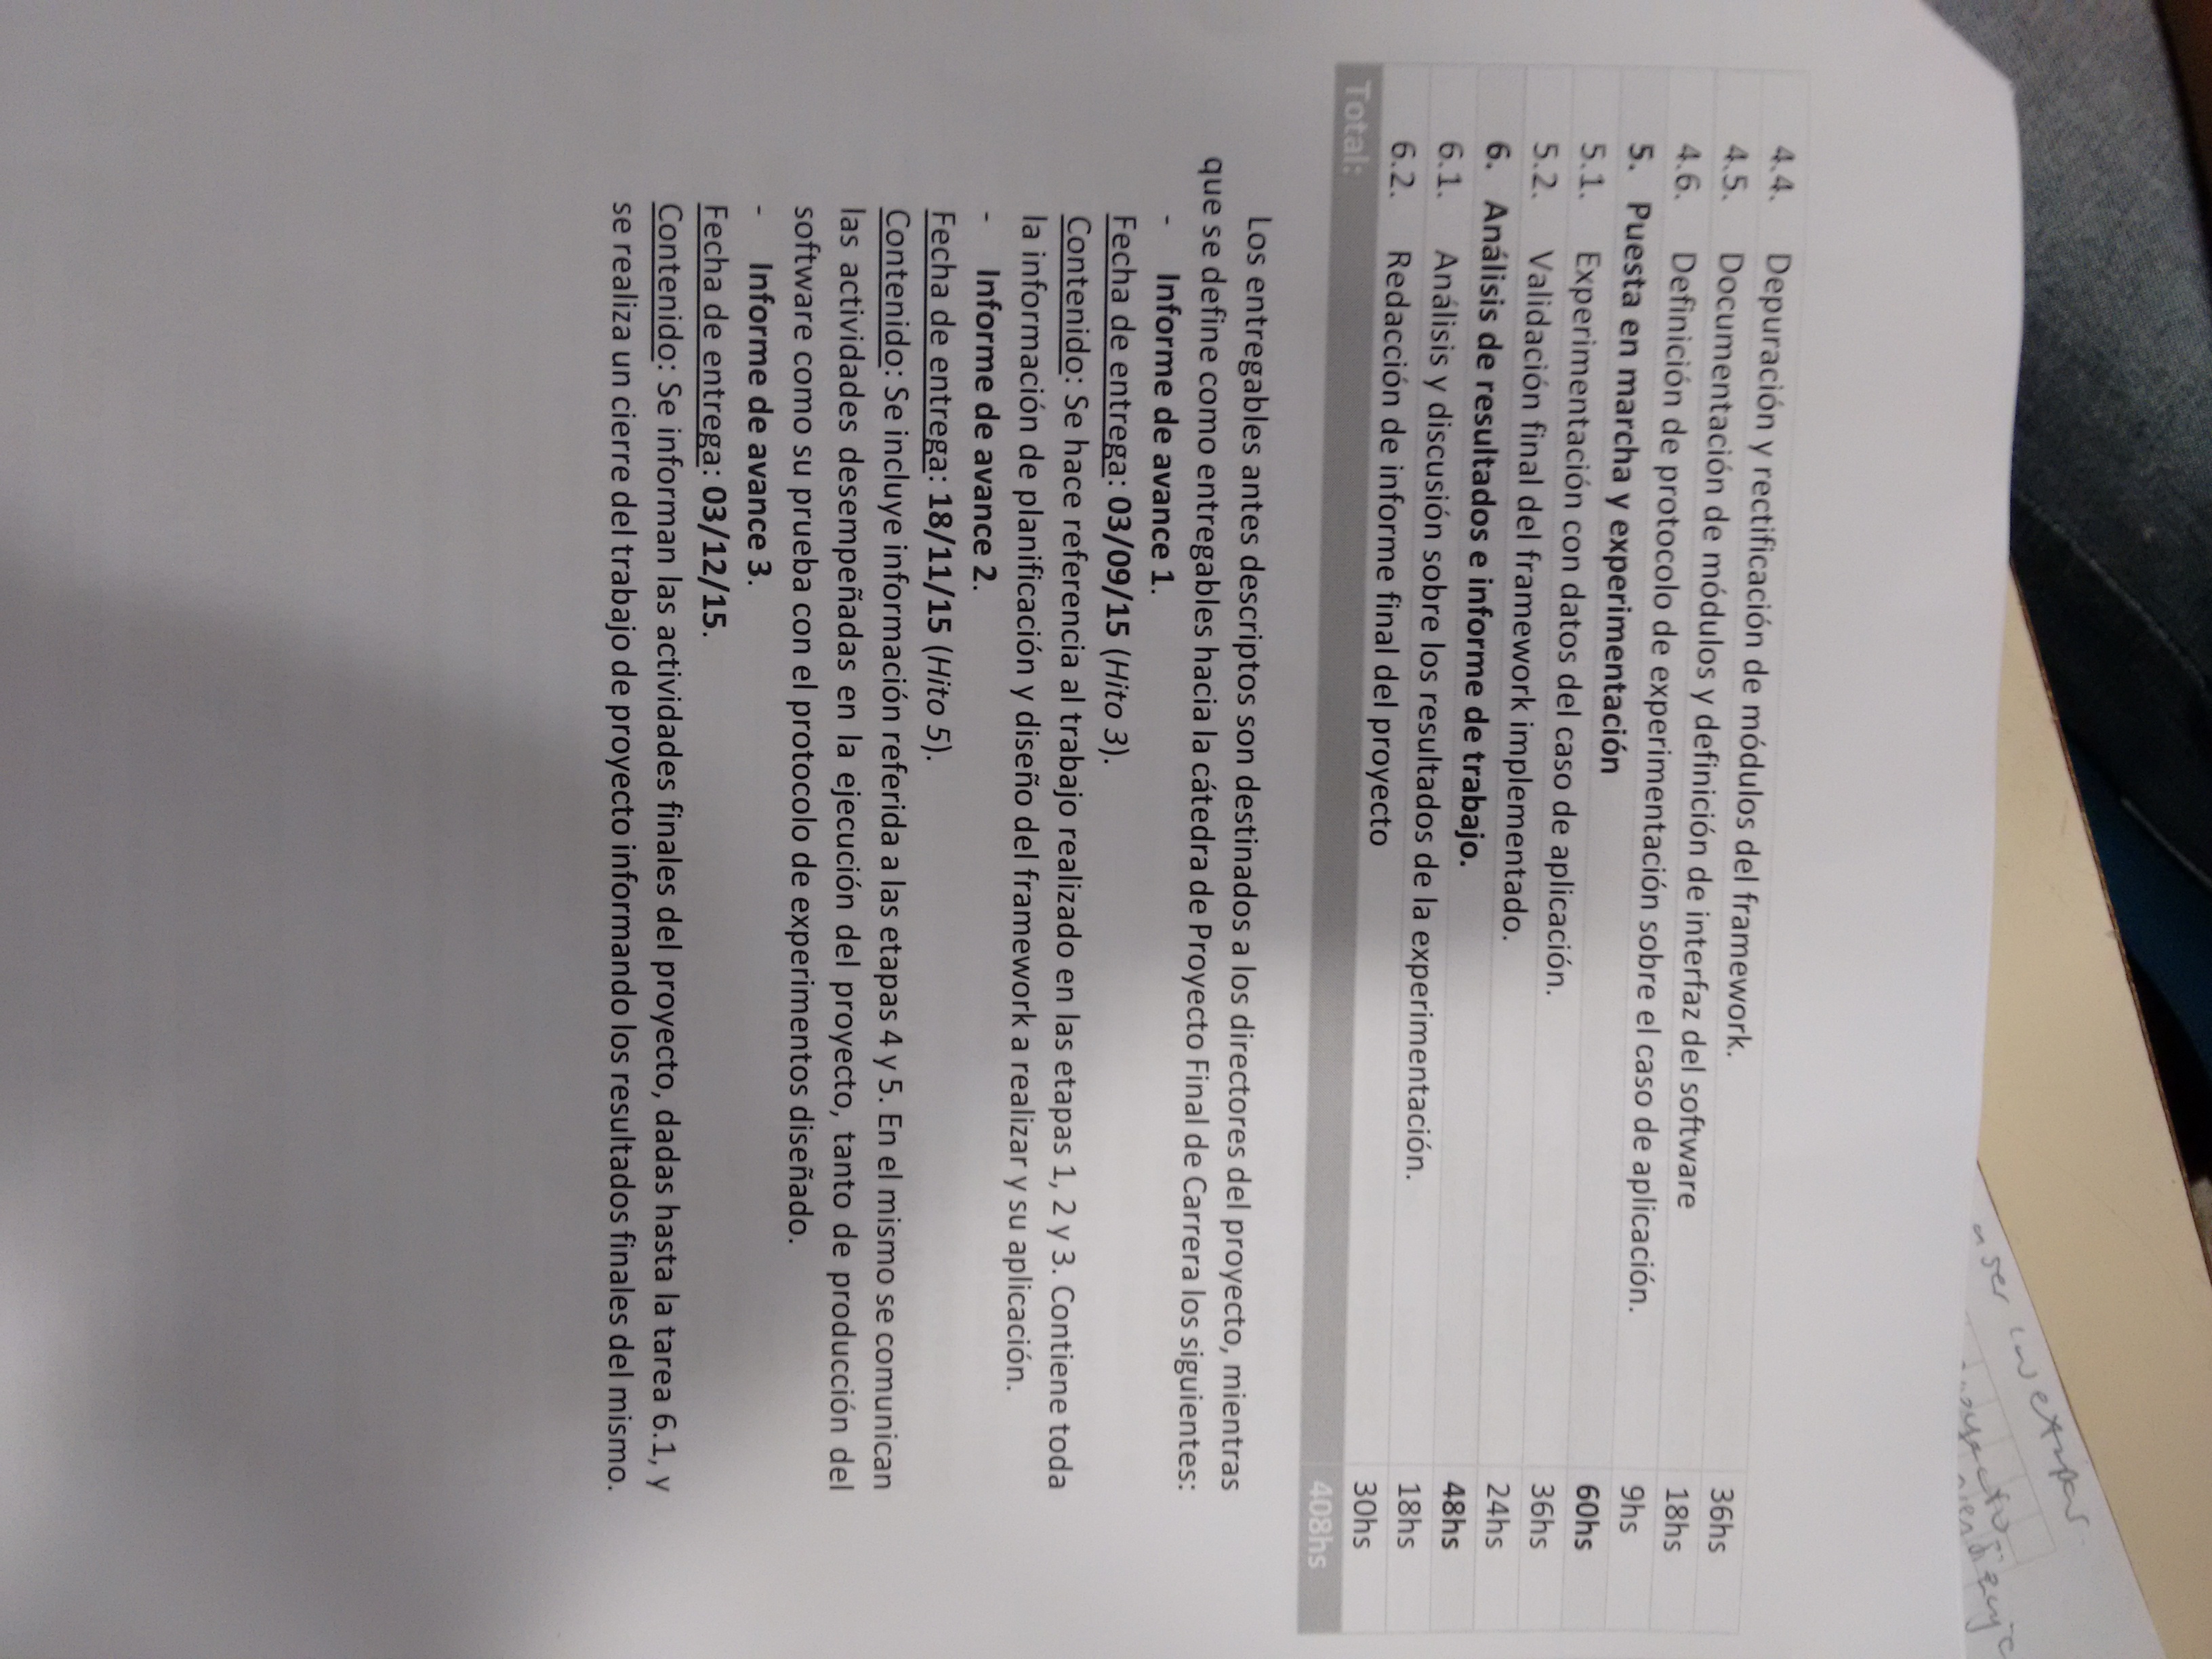 a ser en etapas
4.4. Depuración y rectificación de módulos del framework. 36hs
4.5. Documentación de módulos y definición de interfaz del software 18hs
4.6. Definición de protocolo de experimentación sobre el caso de aplicación. 9hs
5. Puesta en marcha y experimentación 60hs
5.1. Experimentación con datos del caso de aplicación. 36hs
5.2. Validación final del framework implementado. 24hs
6. Análisis de resultados e informe de trabajo. 48hs
6.1. Análisis y discusión sobre los resultados de la experimentación. 18hs
6.2. Redacción de informe final del proyecto 30hs
Total: 408hs
Los entregables antes descriptos son destinados a los directores del proyecto, mientras
que se define como entregables hacia la cátedra de Proyecto Final de Carrera los siguientes:
- Informe de avance 1.
Fecha de entrega: 03/09/15 (Hito 3).
Contenido: Se hace referencia al trabajo realizado en las etapas 1, 2 y 3. Contiene toda
la información de planificación y diseño del framework a realizar y su aplicación.
- Informe de avance 2.
Fecha de entrega: 18/11/15 (Hito 5).
Contenido: Se incluye información referida a las etapas 4 y 5. En el mismo se comunican
las actividades desempeñadas en la ejecución del proyecto, tanto de producción del
software como su prueba con el protocolo de experimentos diseñado.
- Informe de avance 3.
Fecha de entrega: 03/12/15.
Contenido: Se informan las actividades finales del proyecto, dadas hasta la tarea 6.1, y
se realiza un cierre del trabajo de proyecto informando los resultados finales del mismo.